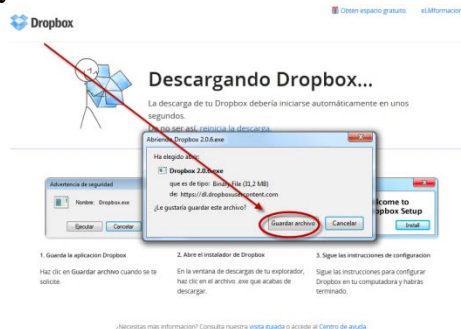 Obtén espacio gratuito
eLMformacion
Dropbox
Descargando Dropbox...
La descarga de tu Dropbox debería iniciarse automáticamente en unos
segundos.
De no ser así, reinicia la descarga.
Abriendo Dropbox 2.0.6.exe
Ha elegido abrir:
Dropbox 2.0.6.exe
que es de tipo: Binary File (31,2 MB)
de: https://dl.dropboxusercontent.com
¿Le gustaría guardar este archivo?
Guardar archivo
Cancelar
Advertencia de seguridad
Nombre: Dropbox.exe
Ejecutar
Cancelar
lcome to
opbox Setup
Install
1. Guarda la aplicacion Dropbox
Haz clic en Guardar archivo cuando se te
solicite.
2. Abre el instalador de Dropbox
En la ventana de descargas de tu explorador,
haz clic en el archivo .exe que acabas de
descargar.
3. Sigue las instrucciones de configuración
Sigue las instrucciones para configurar
Dropbox en tu computadora y habrás
terminado.
¿Necesitas más información? Consulta nuestra visita guiada o accede al Centro de ayuda